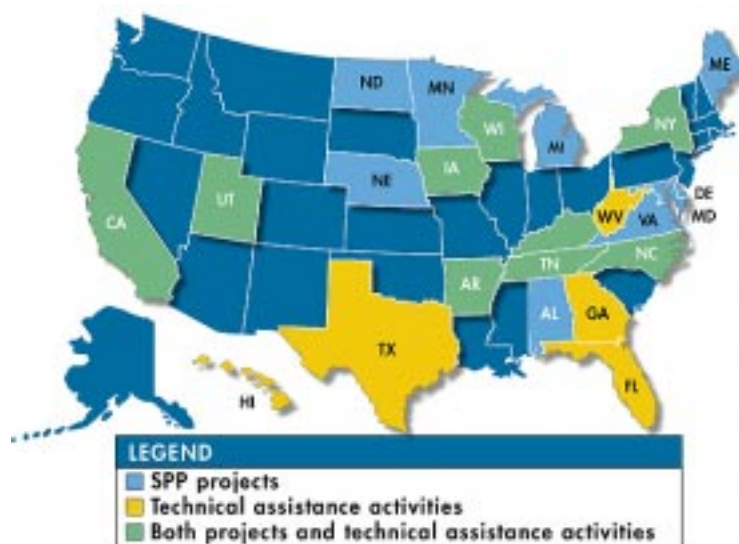 ME
ND
MN
NY
WI
MI
IA
NE
DE
UT
WV
VA
MD
CA
NC
TN
AR
AL
GA
TX
FL
HI
LEGEND
SPP projects
Technical assistance activities
Both projects and technical assistance activities